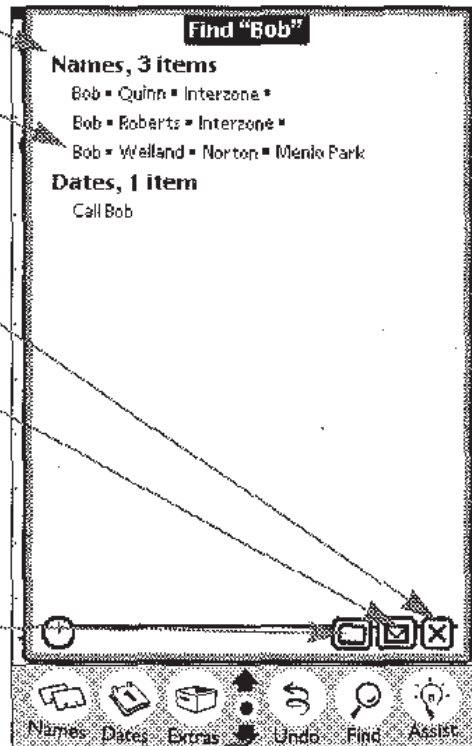 Find “Bob”
Names, 3 items
Bob ▪ Quinn ▪ Interzone ▪
Bob ▪ Roberts ▪ Interzone ▪
Bob ▪ Weiland ▪ Norton ▪ Menlo Park
Dates, 1 item
Call Bob
Names Dates Extras Undo Find Assist